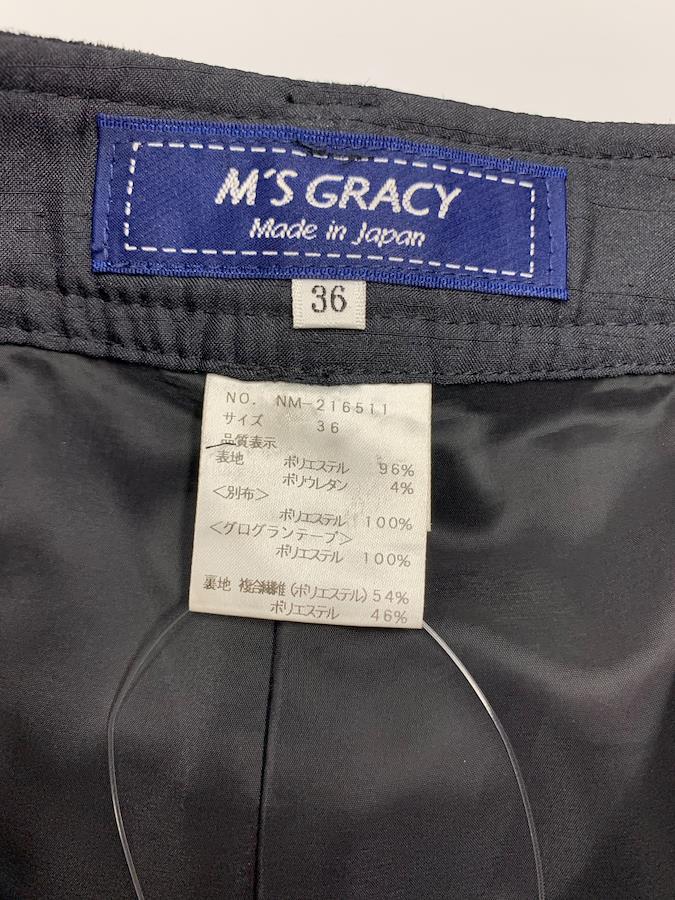 M'S GRACY
Made in Japan
36
NO. NM-216511
サイズ 36
品質表示
表地 ポリエステル 96%
ポリウレタン 4%
<別布>
ポリエステル 100%
<グログランテープ>
ポリエステル 100%
裏地 複合繊維(ポリエステル)54%
ポリエステル 46%